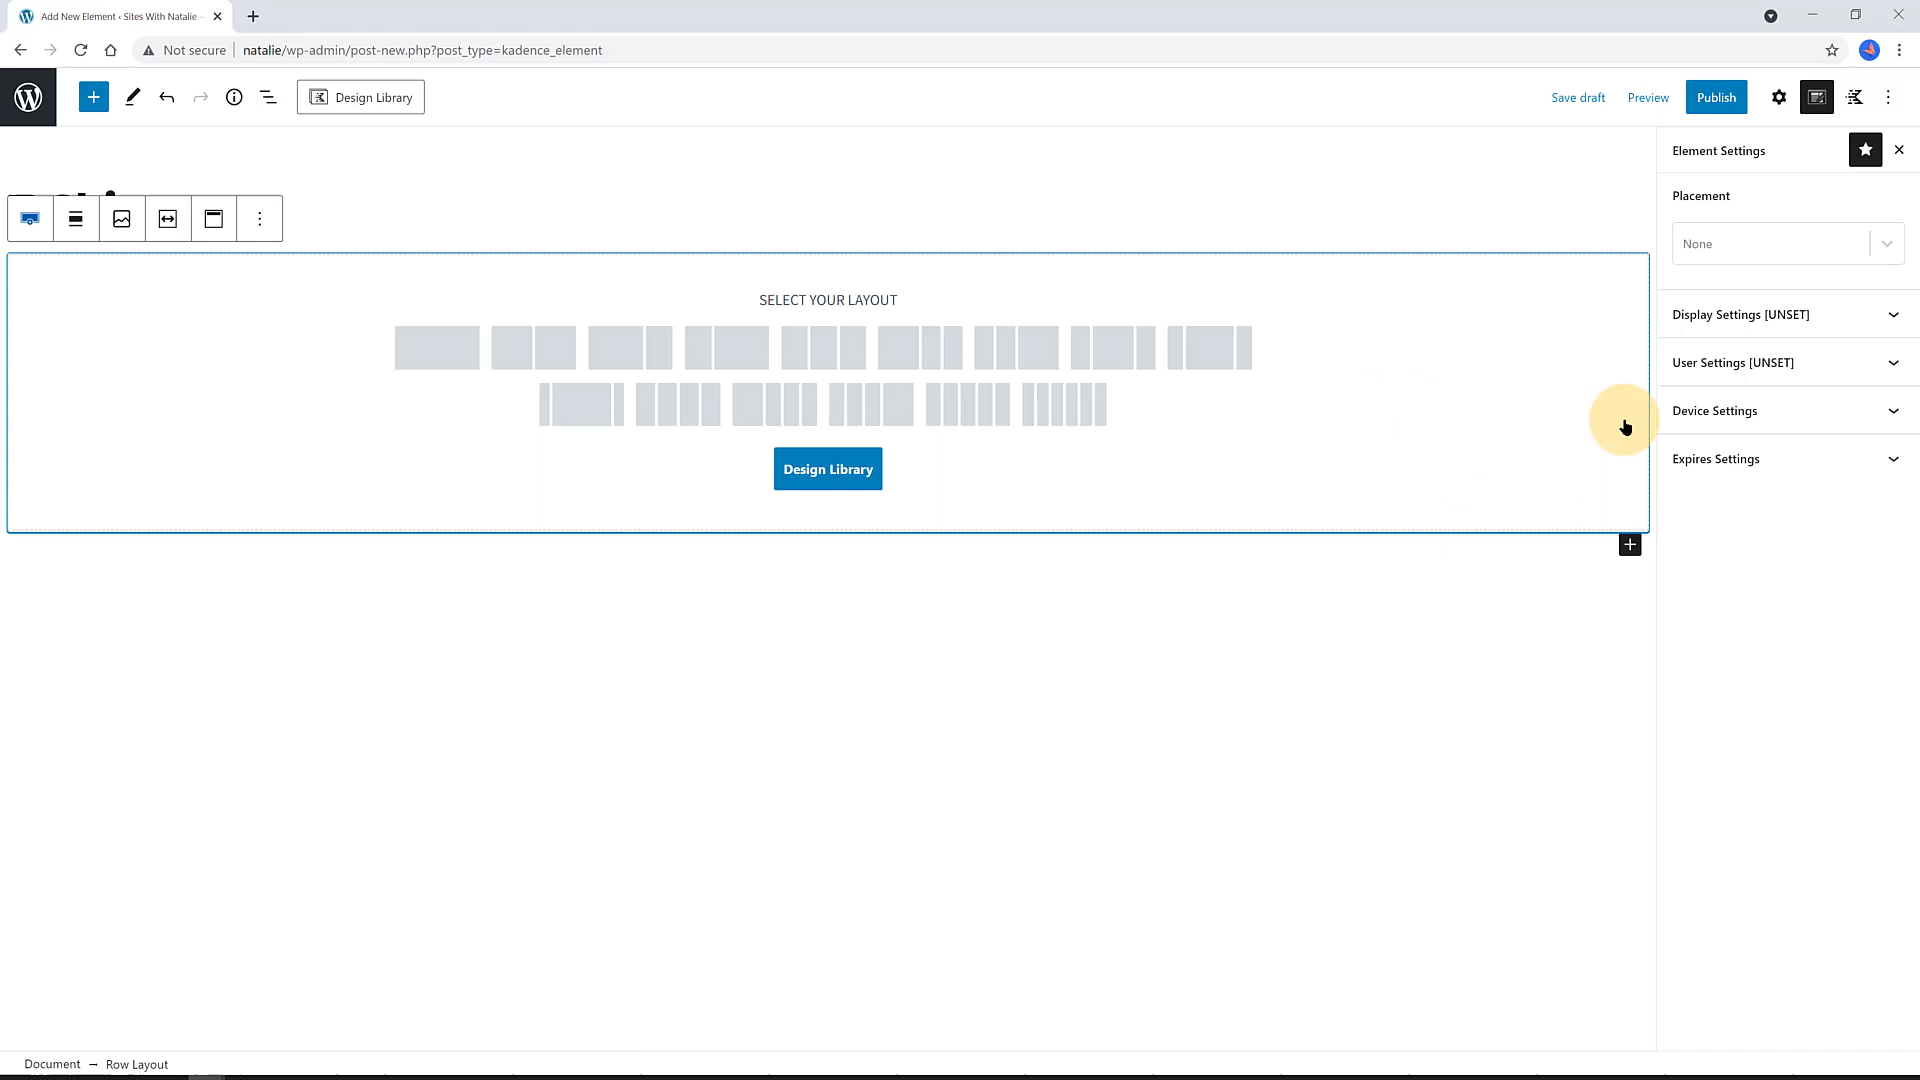 Add New Element ‹ Sites With Natalie -
Not secure
natalie/wp-admin/post-new.php?post_type=kadence_element
Design Library
Save draft
Preview
Publish
Element Settings
Placement
None
SELECT YOUR LAYOUT
Display Settings [UNSET]
User Settings [UNSET]
Device Settings
Expires Settings
Design Library
Document → Row Layout